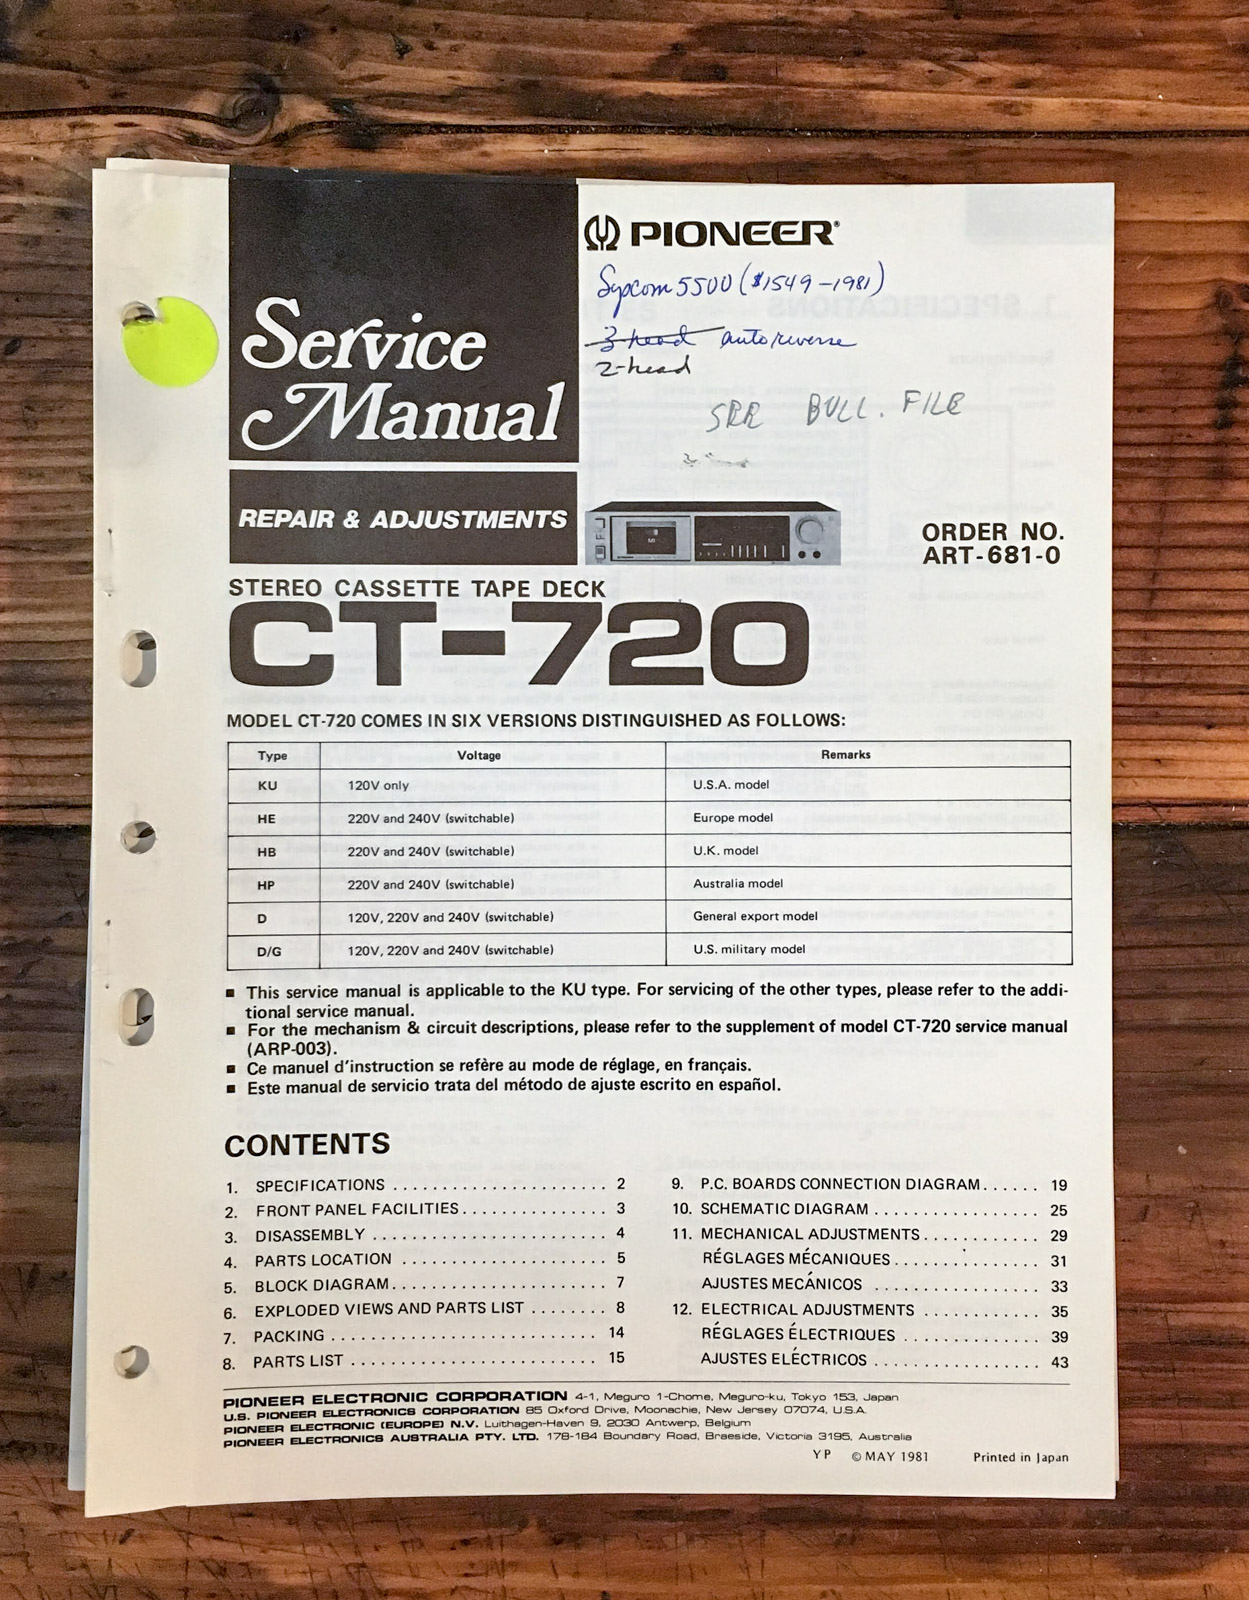 Service
Manual
REPAIR & ADJUSTMENTS
PIONEER®
Sypcom 5500 ($1549-1981)
3-head auto reverse
2-head
SRR BULL. FILE
ORDER NO.
ART-681-0
STEREO CASSETTE TAPE DECK
CT-720
MODEL CT-720 COMES IN SIX VERSIONS DISTINGUISHED AS FOLLOWS:
Type Voltage Remarks
KU 120V only U.S.A. model
HE 220V and 240V (switchable) Europe model
HB 220V and 240V (switchable) U.K. model
HP 220V and 240V (switchable) Australia model
D 120V, 220V and 240V (switchable) General export model
D/G 120V, 220V and 240V (switchable) U.S. military model
■ This service manual is applicable to the KU type. For servicing of the other types, please refer to the addi-
tional service manual.
■ For the mechanism & circuit descriptions, please refer to the supplement of model CT-720 service manual
(ARP-003).
■ Ce manuel d'instruction se refère au mode de réglage, en français.
■ Este manual de servicio trata del método de ajuste escrito en español.
CONTENTS
1. SPECIFICATIONS . . . . . . . . . . . . . . . . . . . . . . 2
2. FRONT PANEL FACILITIES . . . . . . . . . . . . . . . 3
3. DISASSEMBLY . . . . . . . . . . . . . . . . . . . . . . . . 4
4. PARTS LOCATION . . . . . . . . . . . . . . . . . . . . . 5
5. BLOCK DIAGRAM . . . . . . . . . . . . . . . . . . . . . . 7
6. EXPLODED VIEWS AND PARTS LIST . . . . . . . . 8
7. PACKING . . . . . . . . . . . . . . . . . . . . . . . . . . . 14
8. PARTS LIST . . . . . . . . . . . . . . . . . . . . . . . . . 15
9. P.C. BOARDS CONNECTION DIAGRAM . . . . . . 19
10. SCHEMATIC DIAGRAM . . . . . . . . . . . . . . . . . 25
11. MECHANICAL ADJUSTMENTS . . . . . . . . . . . . 29
RÉGLAGES MÉCANIQUES . . . . . . . . . . . . . . . 31
AJUSTES MECÁNICOS . . . . . . . . . . . . . . . . . 33
12. ELECTRICAL ADJUSTMENTS . . . . . . . . . . . . 35
RÉGLAGES ÉLECTRIQUES . . . . . . . . . . . . . . 39
AJUSTES ELÉCTRICOS . . . . . . . . . . . . . . . . . 43
PIONEER ELECTRONIC CORPORATION 4-1, Meguro 1-Chome, Meguro-ku, Tokyo 153, Japan
U.S. PIONEER ELECTRONICS CORPORATION 85 Oxford Drive, Moonachie, New Jersey 07074, U.S.A.
PIONEER ELECTRONIC (EUROPE) N.V. Luithagen-Haven 9, 2030 Antwerp, Belgium
PIONEER ELECTRONICS AUSTRALIA PTY. LTD. 178-184 Boundary Road, Braeside, Victoria 3195, Australia
YP © MAY 1981 Printed in Japan